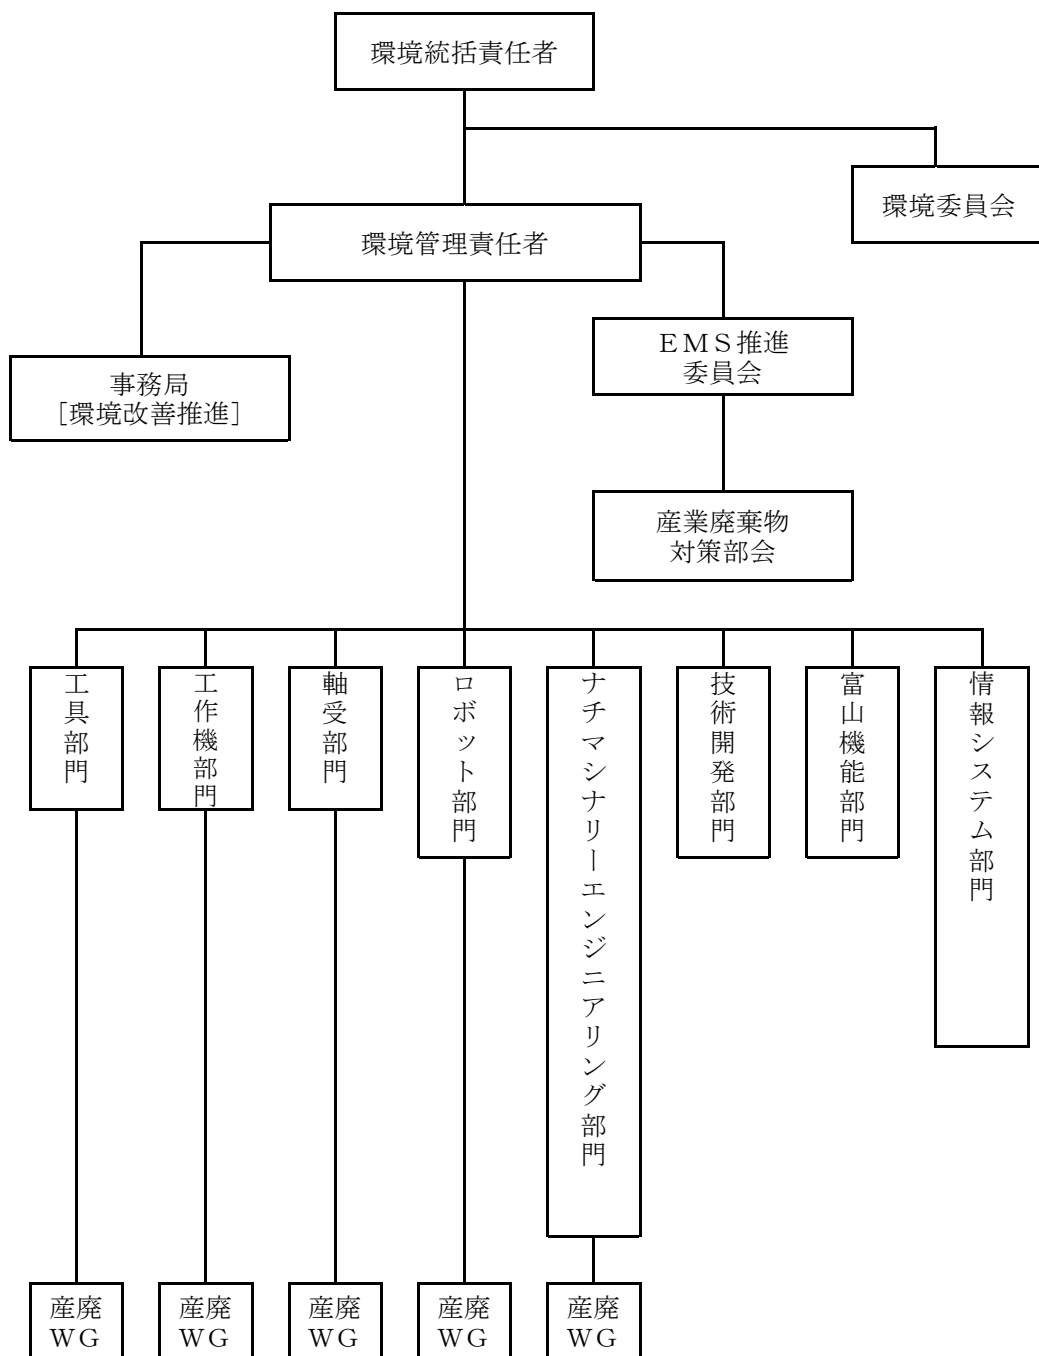 環境統括責任者
環境委員会
環境管理責任者
ＥＭＳ推進
委員会
事務局
［環境改善推進］
産業廃棄物
対策部会
工具部門
工作機部門
軸受部門
ロボット部門
ナチマシナリーエンジニアリング部門
技術開発部門
富山機能部門
情報システム部門
産廃
ＷＧ
産廃
ＷＧ
産廃
ＷＧ
産廃
ＷＧ
産廃
ＷＧ